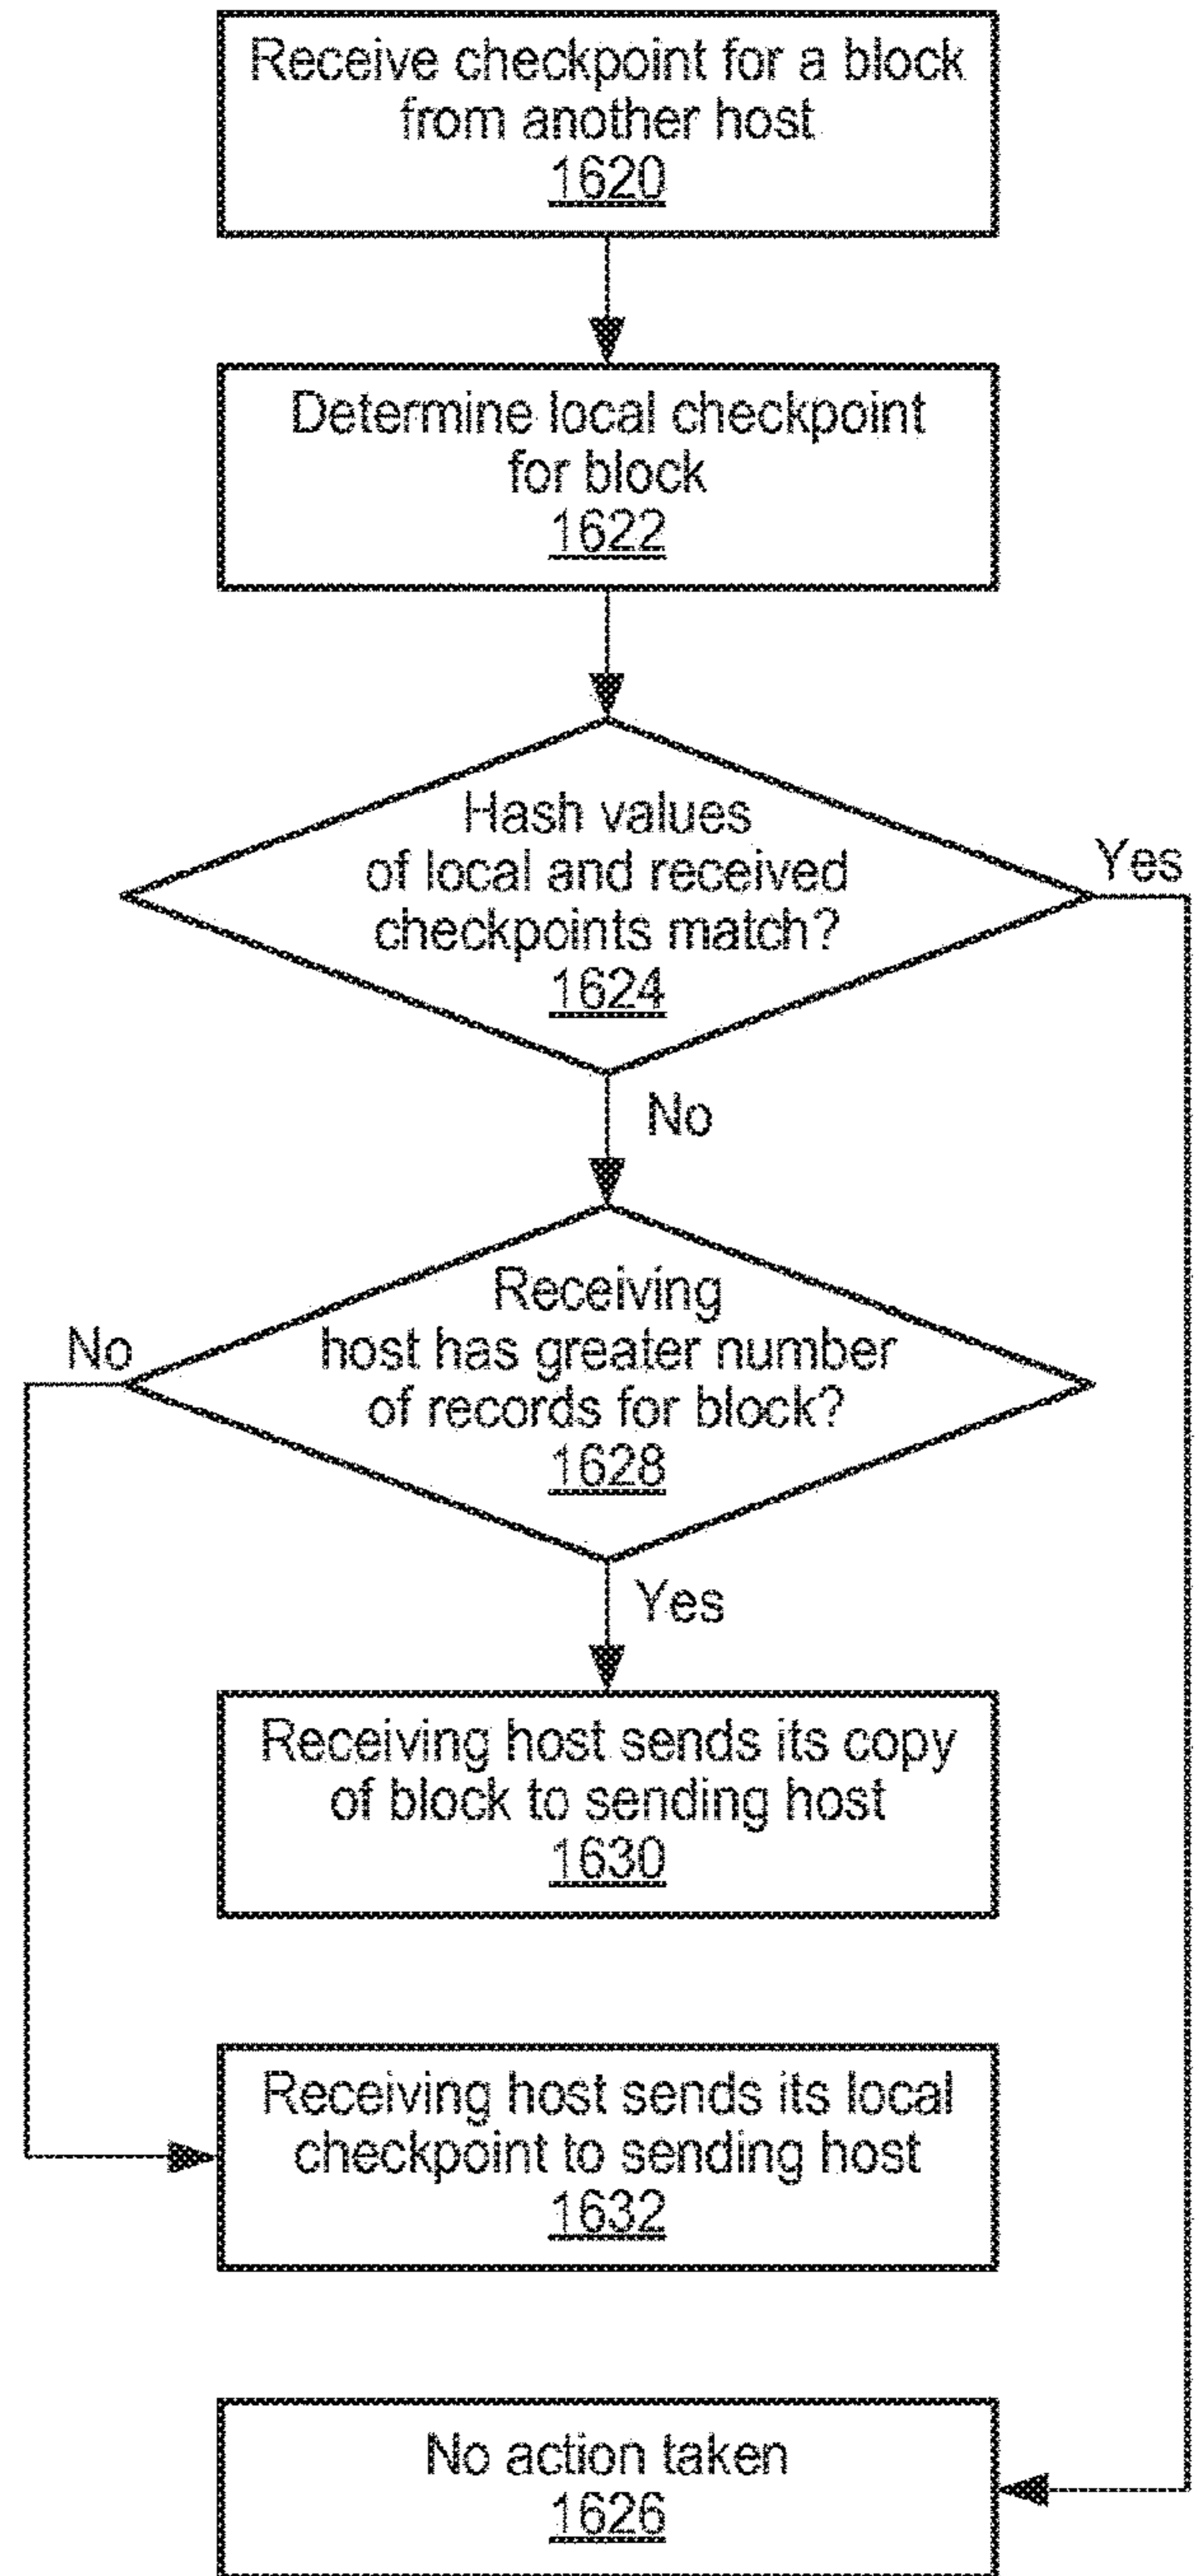 Receive checkpoint for a block
from another host
1620
Determine local checkpoint
for block
1622
Hash values
of local and received
checkpoints match?
1624
Yes
No
Receiving
host has greater number
of records for block?
1628
No
Yes
Receiving host sends its copy
of block to sending host
1630
Receiving host sends its local
checkpoint to sending host
1632
No action taken
1626